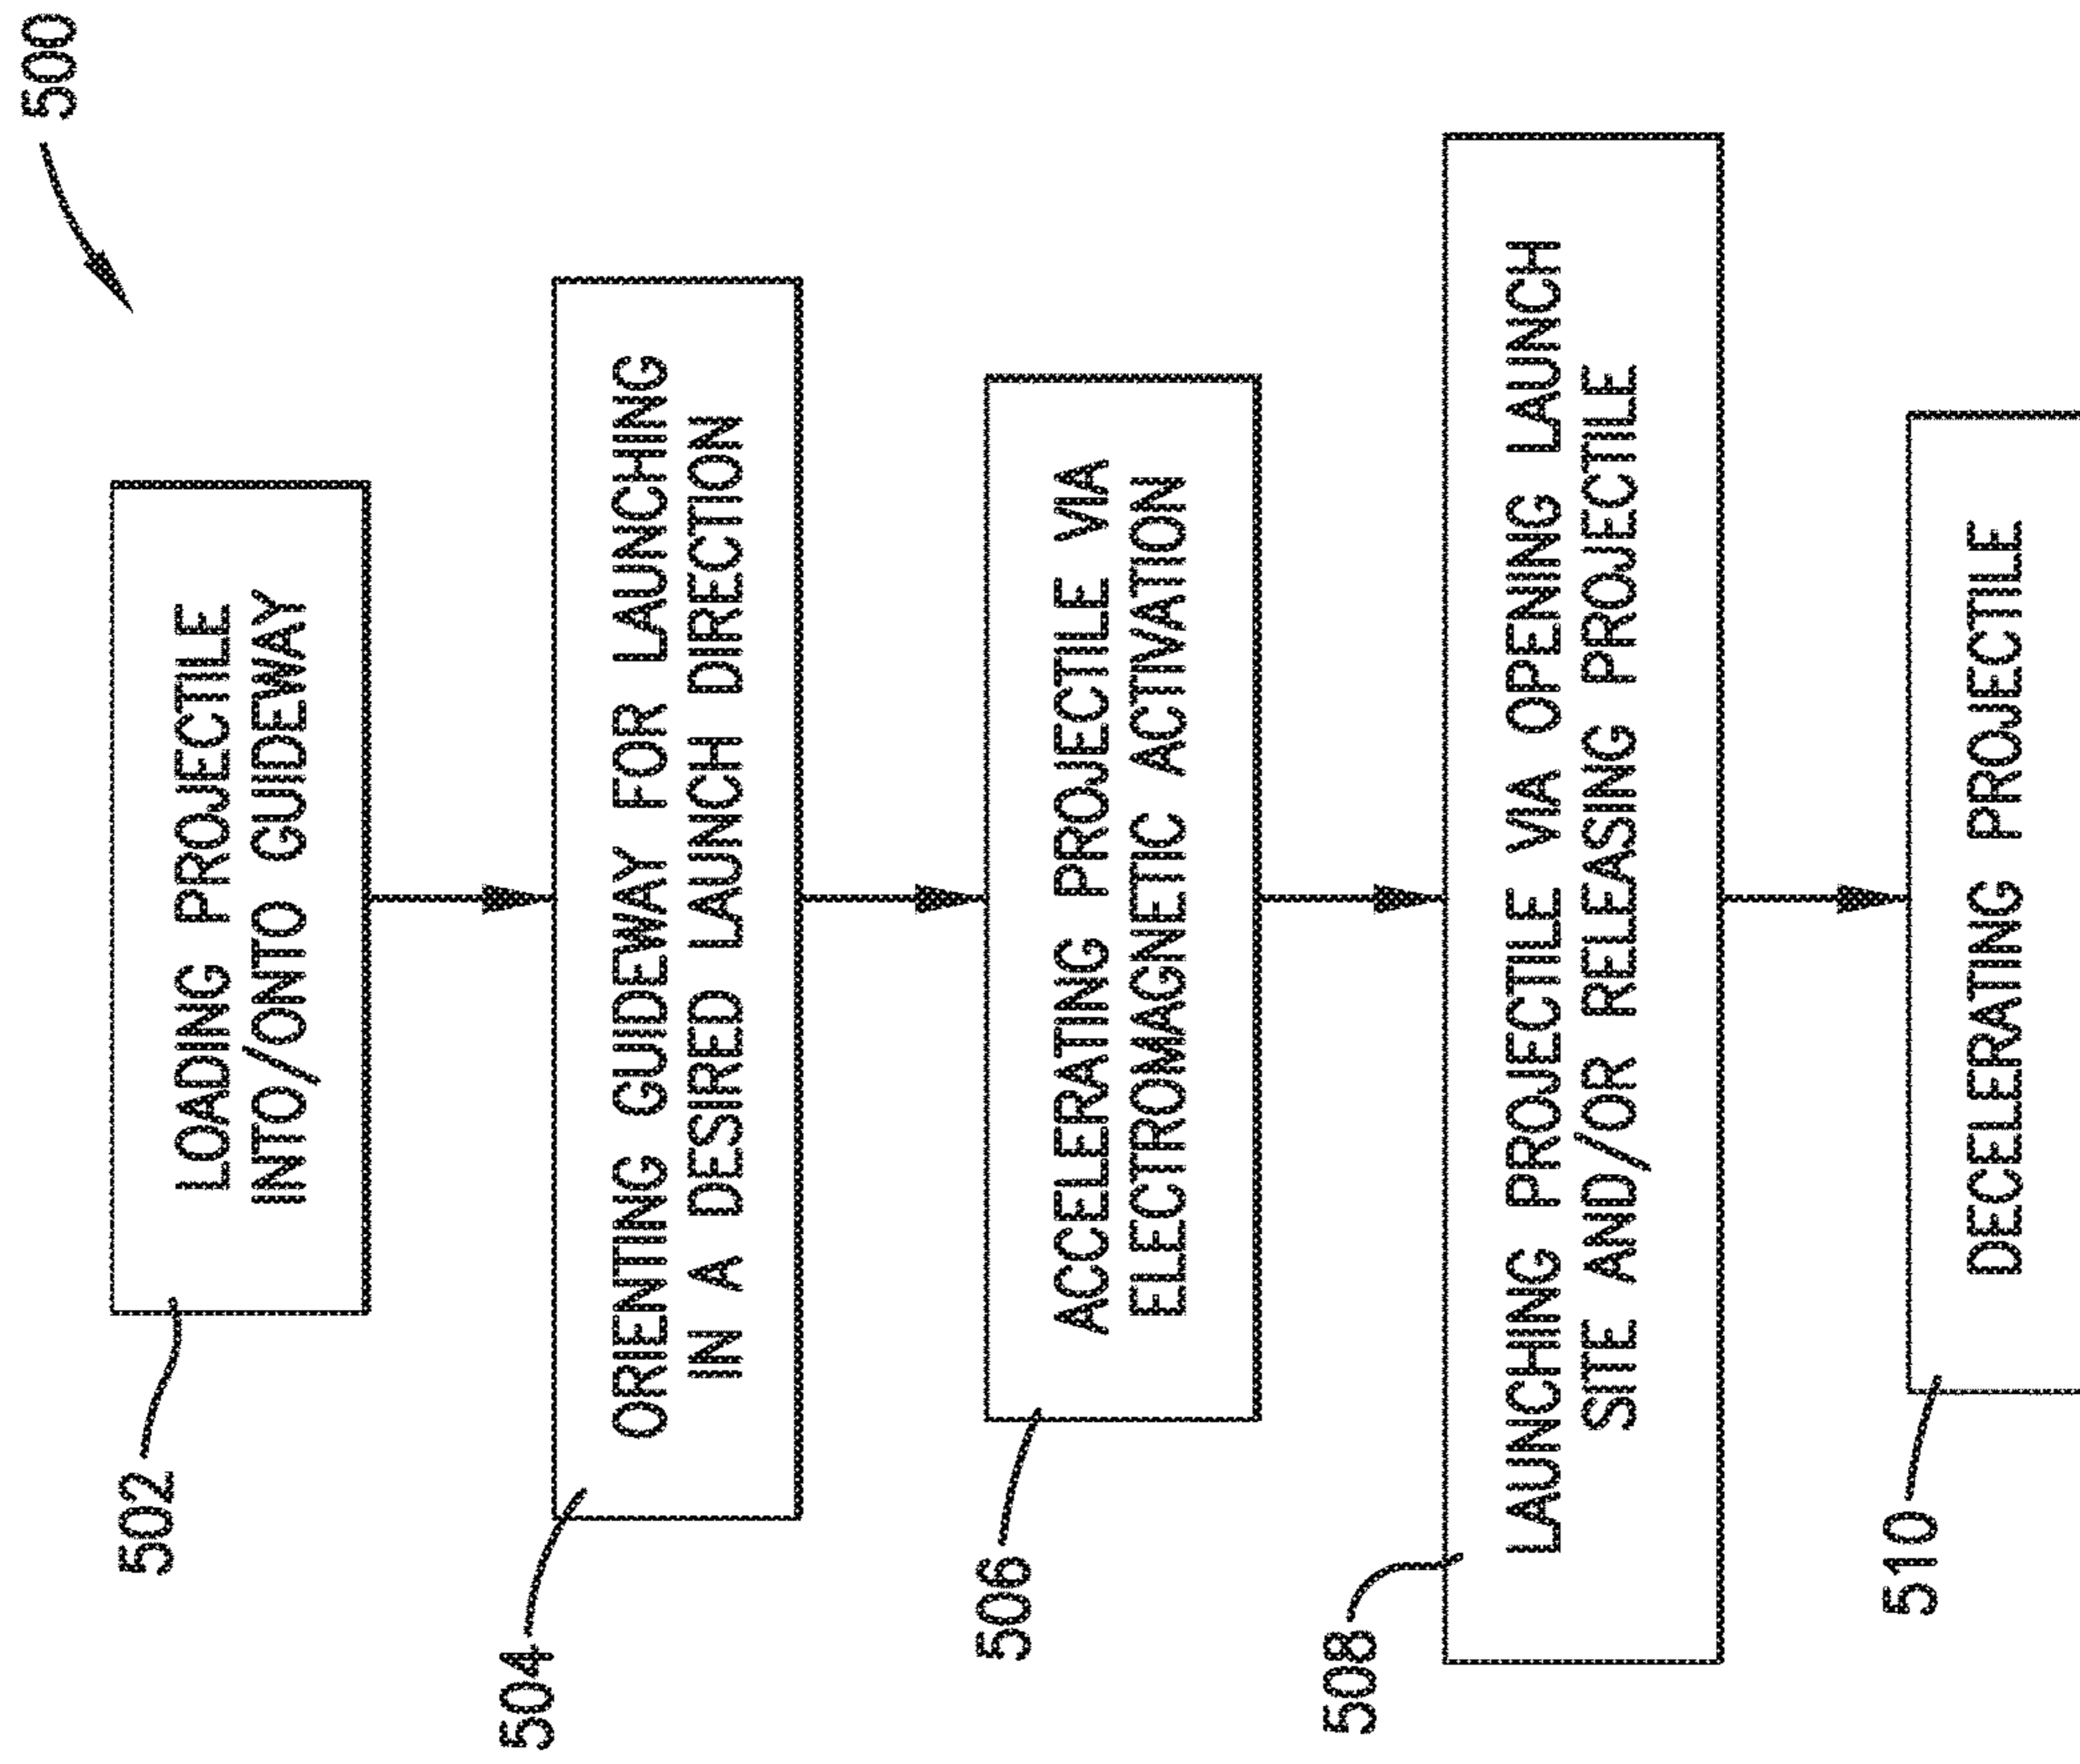 500
502
LOADING PROJECTILE
INTO/ONTO GUIDEWAY
504
ORIENTING GUIDEWAY FOR LAUNCHING
IN A DESIRED LAUNCH DIRECTION
506
ACCELERATING PROJECTILE VIA
ELECTROMAGNETIC ACTIVATION
508
LAUNCHING PROJECTILE VIA OPENING LAUNCH
SITE AND/OR RELEASING PROJECTILE
510
DECELERATING PROJECTILE